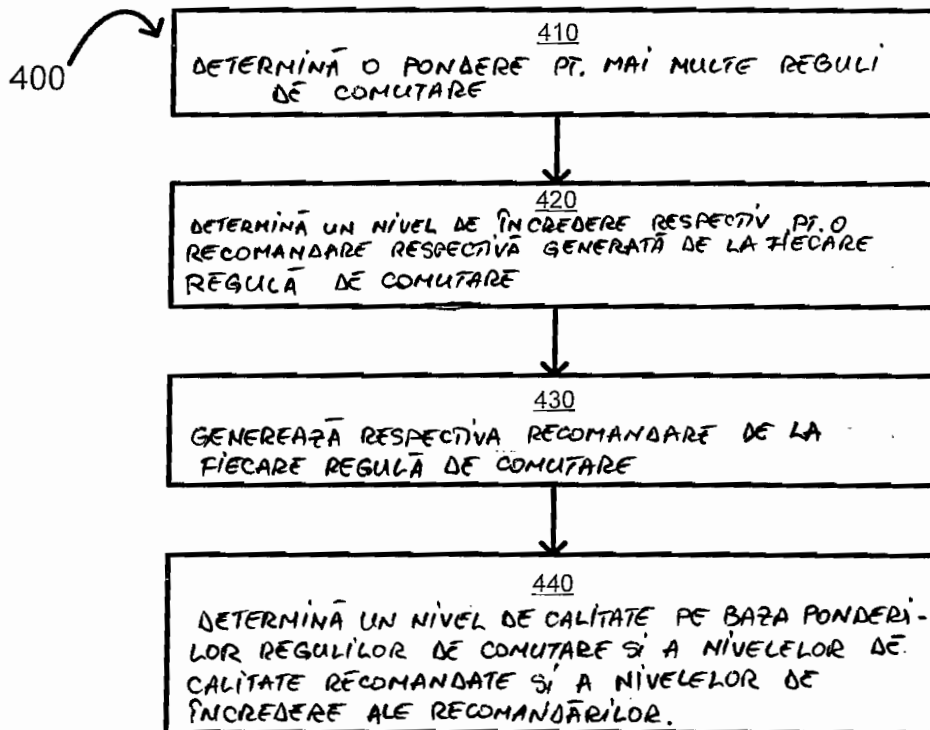 400
410
DETERMINĂ O PONDERE PT. MAI MULTE REGULI
DE COMUTARE
420
DETERMINĂ UN NIVEL DE ÎNCREDERE RESPECTIV PT. O
RECOMANDARE RESPECTIVĂ GENERATĂ DE LA FIECARE
REGULĂ DE COMUTARE
430
GENEREAZĂ RESPECTIVA RECOMANDARE DE LA
FIECARE REGULĂ DE COMUTARE
440
DETERMINĂ UN NIVEL DE CALITATE PE BAZA PONDERI-
LOR REGULILOR DE COMUTARE SI A NIVELELOR DE
CALITATE RECOMANDATE SI A NIVELELOR DE
ÎNCREDERE ALE RECOMANDĂRILOR.